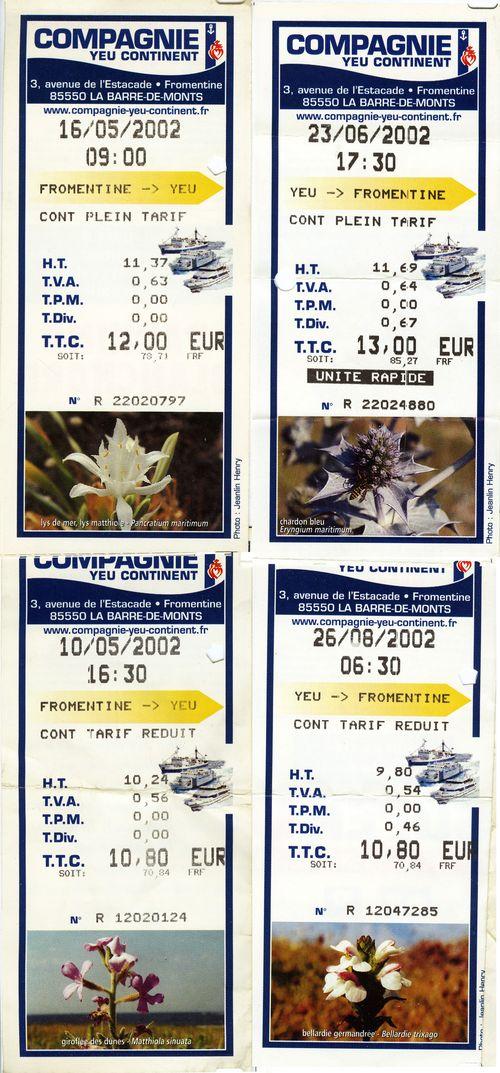 COMPAGNIE
YEU CONTINENT
3, avenue de l'Estacade • Fromentine
85550 LA BARRE-DE-MONTS
www.compagnie-yeu-continent.fr
16/05/2002
09:00
FROMENTINE -> YEU
CONT PLEIN TARIF
H.T. 11,37
T.V.A. 0,63
T.P.M. 0,00
T.Div. 0,00
T.T.C. 12,00 EUR
SOIT: 78,71 FRF
N° R 22020797
lys de mer, lys matthiole - Pancratium maritimum
Photo : Jeanlin Henry
COMPAGNIE
YEU CONTINENT
3, avenue de l'Estacade • Fromentine
85550 LA BARRE-DE-MONTS
www.compagnie-yeu-continent.fr
23/06/2002
17:30
YEU -> FROMENTINE
CONT PLEIN TARIF
H.T. 11,69
T.V.A. 0,64
T.P.M. 0,00
T.Div. 0,67
T.T.C. 13,00 EUR
SOIT: 85,27 FRF
UNITE RAPIDE
N° R 22024880
chardon bleu
Eryngium maritimum
Photo : Jeanlin Henry
COMPAGNIE
YEU CONTINENT
3, avenue de l'Estacade • Fromentine
85550 LA BARRE-DE-MONTS
www.compagnie-yeu-continent.fr
10/05/2002
16:30
FROMENTINE -> YEU
CONT TARIF REDUIT
H.T. 10,24
T.V.A. 0,56
T.P.M. 0,00
T.Div. 0,00
T.T.C. 10,80 EUR
SOIT: 70,84 FRF
N° R 12020124
giroflée des dunes - Matthiola sinuata
YEU CONTINENT
3, avenue de l'Estacade • Fromentine
85550 LA BARRE-DE-MONTS
www.compagnie-yeu-continent.fr
26/08/2002
06:30
YEU -> FROMENTINE
CONT TARIF REDUIT
H.T. 9,80
T.V.A. 0,54
T.P.M. 0,00
T.Div. 0,46
T.T.C. 10,80 EUR
SOIT: 70,84 FRF
N° R 12047285
bellardie germandrée - Bellardie trixago
Photo : Jeanlin Henry